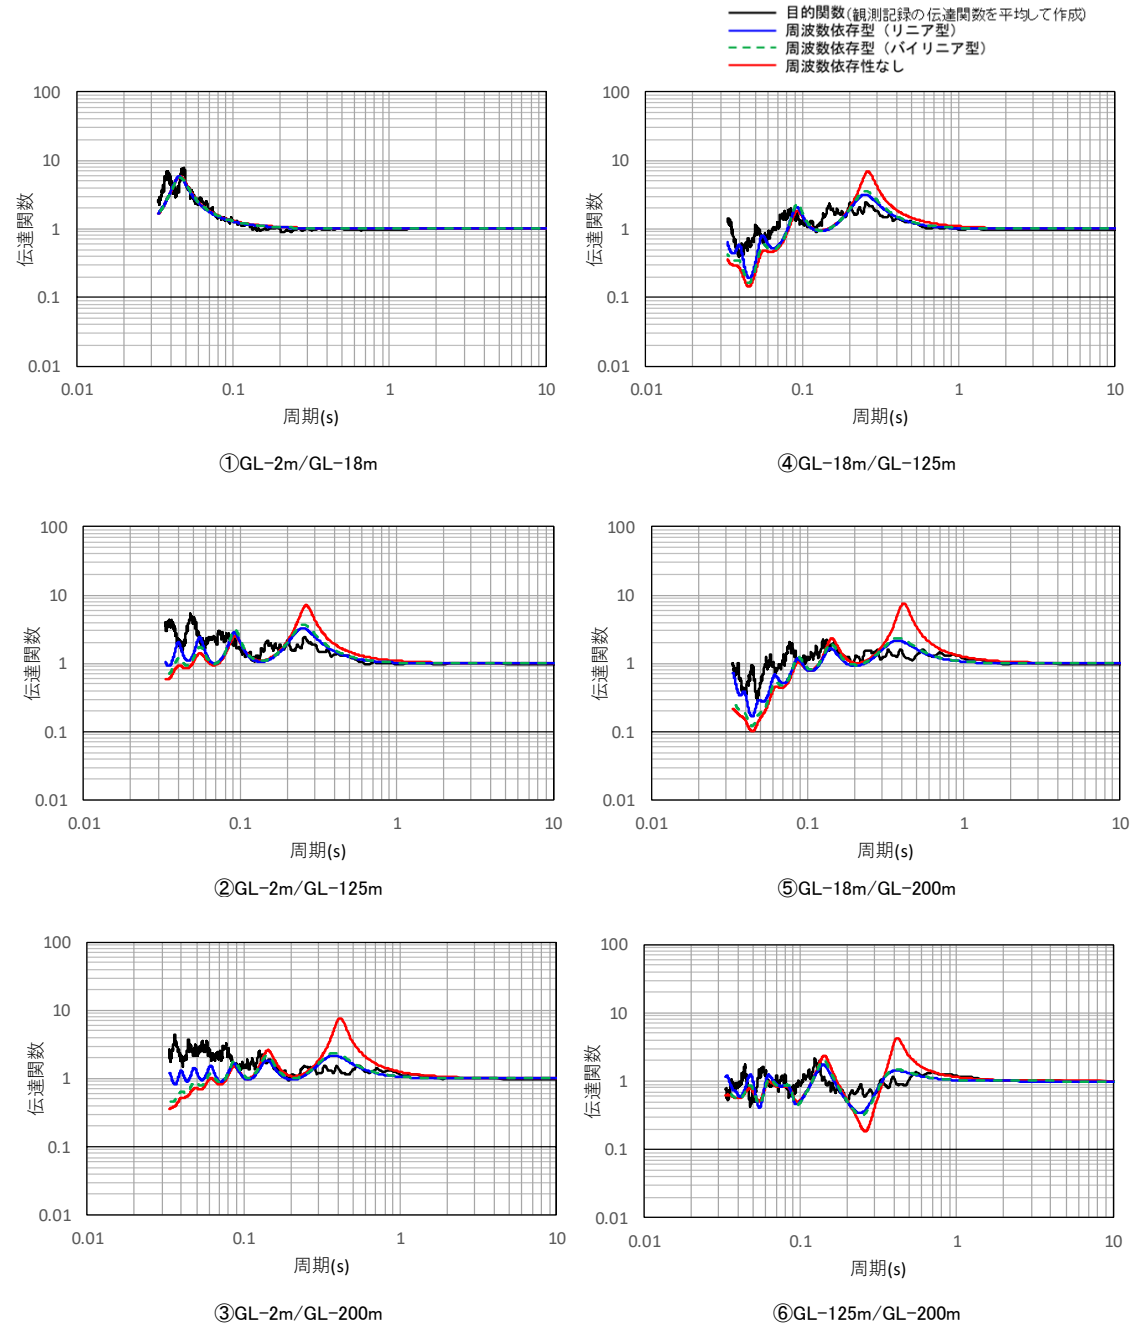 目的関数(観測記録の伝達関数を平均して作成)
周波数依存型（リニア型）
周波数依存型（バイリニア型）
周波数依存性なし
100
10
1
0.1
0.01
伝達関数
0.01 0.1 1 10
周期(s)
①GL-2m/GL-18m
100
10
1
0.1
0.01
伝達関数
0.01 0.1 1 10
周期(s)
④GL-18m/GL-125m
100
10
1
0.1
0.01
伝達関数
0.01 0.1 1 10
周期(s)
②GL-2m/GL-125m
100
10
1
0.1
0.01
伝達関数
0.01 0.1 1 10
周期(s)
⑤GL-18m/GL-200m
100
10
1
0.1
0.01
伝達関数
0.01 0.1 1 10
周期(s)
③GL-2m/GL-200m
100
10
1
0.1
0.01
伝達関数
0.01 0.1 1 10
周期(s)
⑥GL-125m/GL-200m